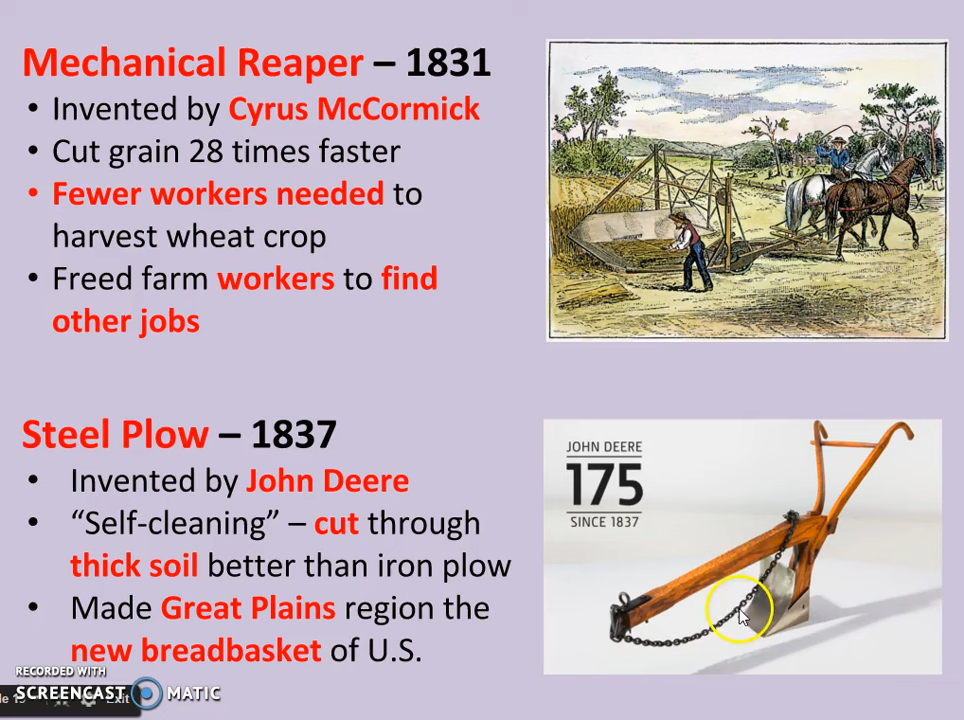 Mechanical Reaper – 1831
• Invented by Cyrus McCormick
• Cut grain 28 times faster
• Fewer workers needed to
harvest wheat crop
• Freed farm workers to find
other jobs
Steel Plow – 1837
• Invented by John Deere
• “Self-cleaning” – cut through
thick soil better than iron plow
• Made Great Plains region the
new breadbasket of U.S.
JOHN DEERE
175
SINCE 1837
RECORDED WITH
SCREENCAST MATIC
Exit